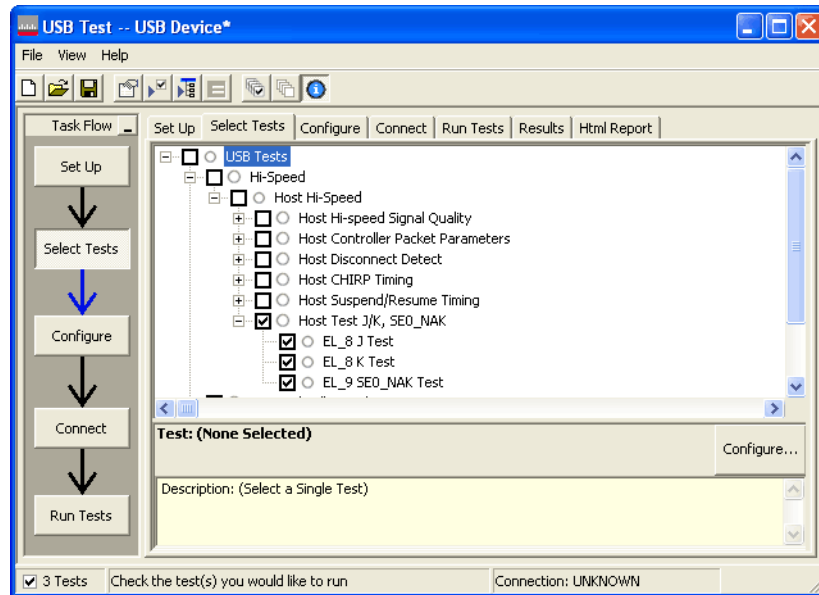 USB Test -- USB Device*
File View Help
Task Flow
Set Up
Select Tests
Configure
Connect
Run Tests
Set Up Select Tests Configure Connect Run Tests Results Html Report
USB Tests
Hi-Speed
Host Hi-Speed
Host Hi-speed Signal Quality
Host Controller Packet Parameters
Host Disconnect Detect
Host CHIRP Timing
Host Suspend/Resume Timing
Host Test J/K, SE0_NAK
EL_8 J Test
EL_8 K Test
EL_9 SE0_NAK Test
Test: (None Selected)
Configure...
Description: (Select a Single Test)
3 Tests Check the test(s) you would like to run Connection: UNKNOWN